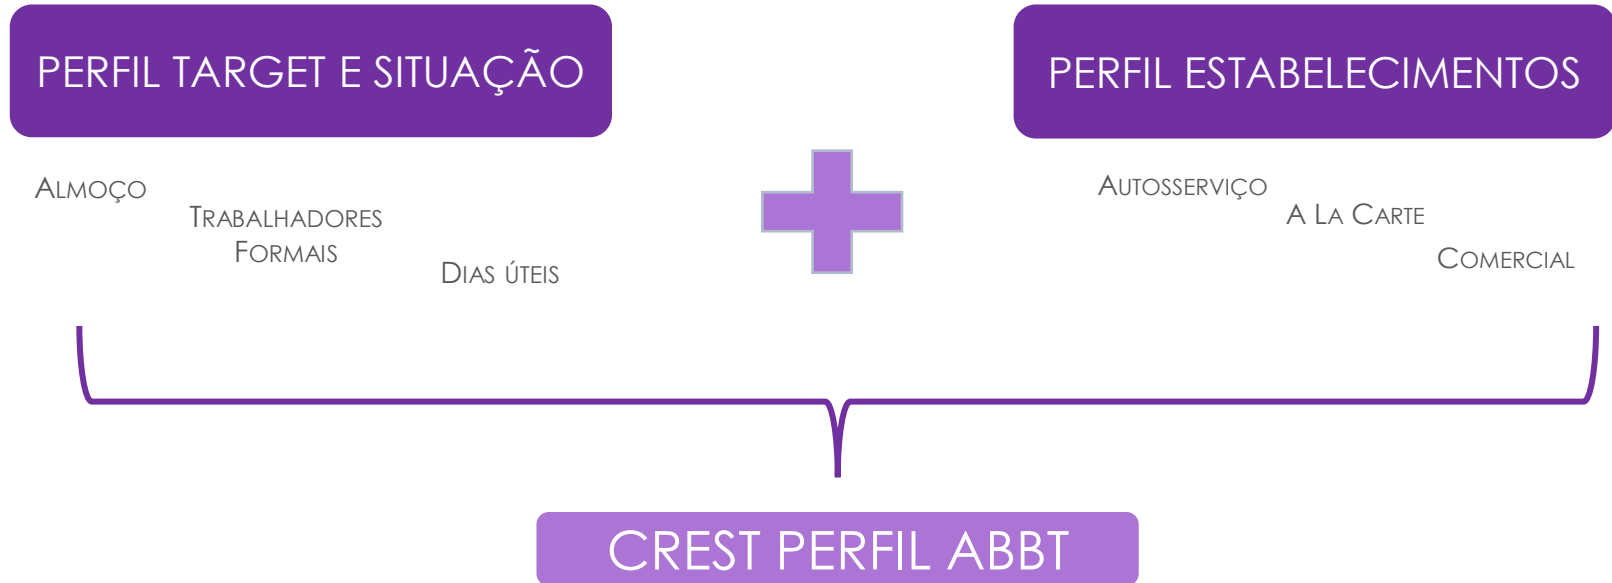 PERFIL TARGET E SITUAÇÃO
Almoço
Trabalhadores
Formais
Dias úteis
PERFIL ESTABELECIMENTOS
Autosserviço
A La Carte
Comercial
CREST PERFIL ABBT